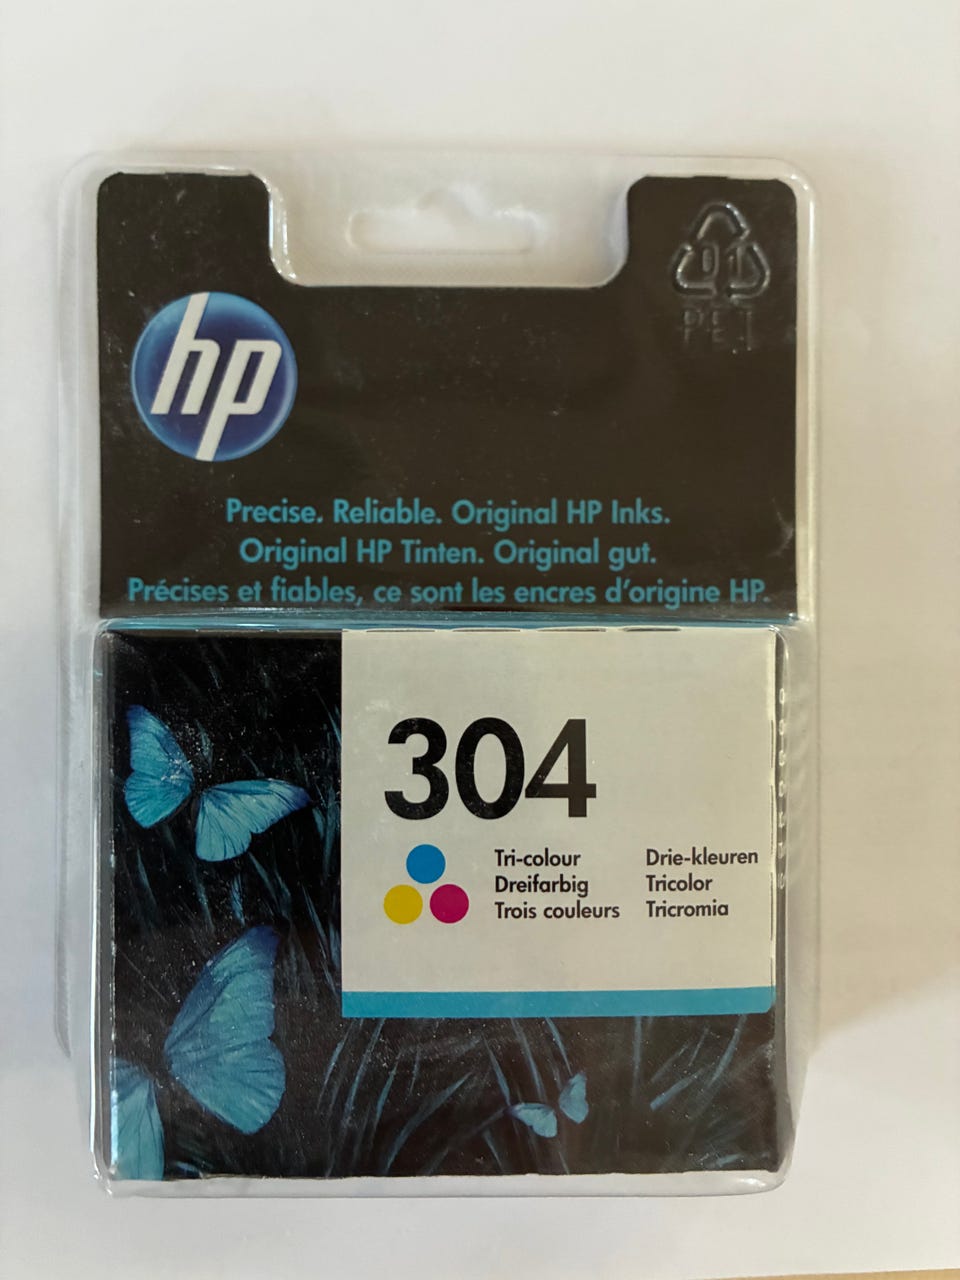 01
PET
hp
Precise. Reliable. Original HP Inks.
Original HP Tinten. Original gut.
Précises et fiables, ce sont les encres d'origine HP.
304
Tri-colour
Dreifarbig
Trois couleurs
Drie-kleuren
Tricolor
Tricromia